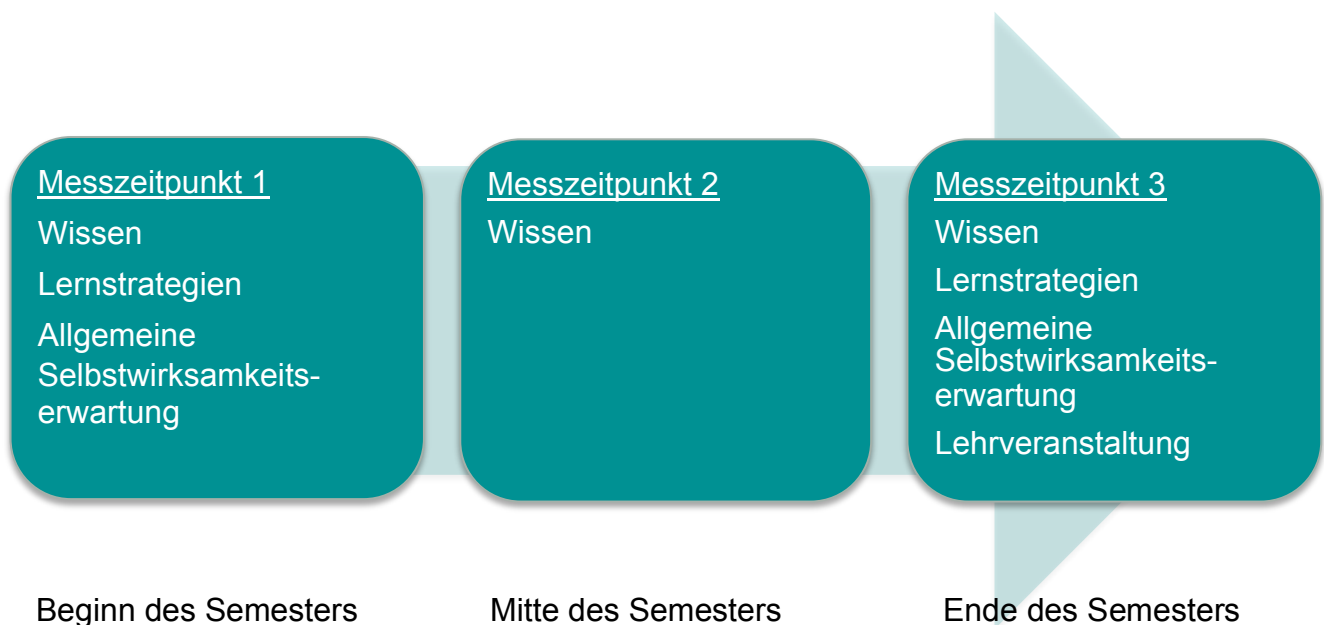 Messzeitpunkt 1
Wissen
Lernstrategien
Allgemeine
Selbstwirksamkeits-
erwartung
Messzeitpunkt 2
Wissen
Messzeitpunkt 3
Wissen
Lernstrategien
Allgemeine
Selbstwirksamkeits-
erwartung
Lehrveranstaltung
Beginn des Semesters
Mitte des Semesters
Ende des Semesters